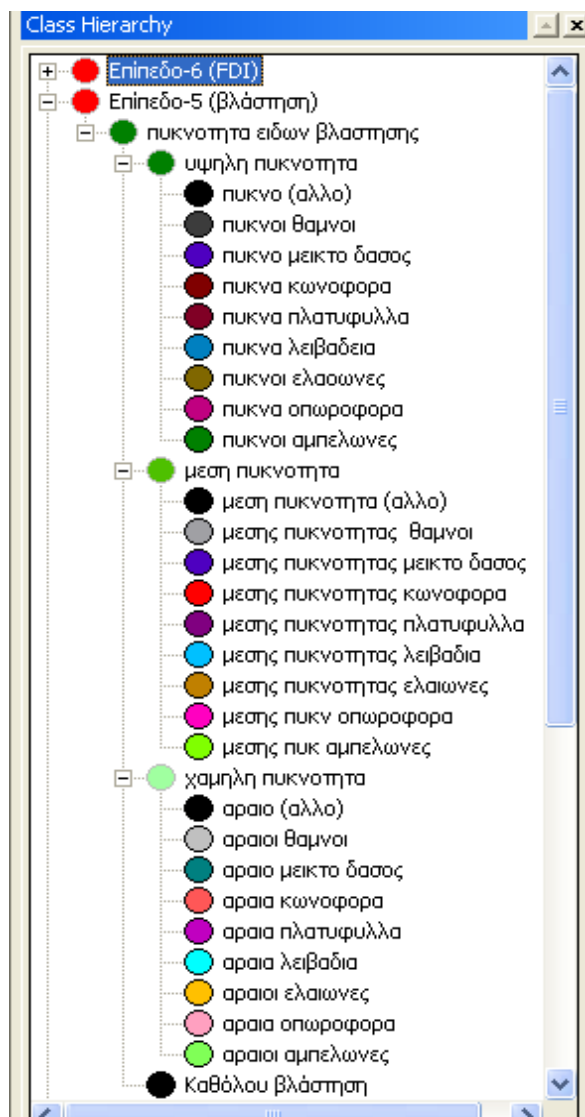 Class Hierarchy
Επίπεδο-6 (FDI)
Επίπεδο-5 (βλάστηση)
πυκνοτητα ειδων βλαστησης
υψηλη πυκνοτητα
πυκνο (αλλο)
πυκνοι θαμνοι
πυκνο μεικτο δασος
πυκνα κωνοφορα
πυκνα πλατυφυλλα
πυκνα λειβαδεια
πυκνοι ελαοωνες
πυκνα οπωροφορα
πυκνοι αμπελωνες
μεση πυκνοτητα
μεση πυκνοτητα (αλλο)
μεσης πυκνοτητας θαμνοι
μεσης πυκνοτητας μεικτο δασος
μεσης πυκνοτητας κωνοφορα
μεσης πυκνοτητας πλατυφυλλα
μεσης πυκνοτητας λειβαδια
μεσης πυκνοτητας ελαιωνες
μεσης πυκν οπωροφορα
μεσης πυκ αμπελωνες
χαμηλη πυκνοτητα
αραιο (αλλο)
αραιοι θαμνοι
αραιο μεικτο δασος
αραια κωνοφορα
αραια πλατυφυλλα
αραια λειβαδια
αραιοι ελαιωνες
αραια οπωροφορα
αραιοι αμπελωνες
Καθόλου βλάστηση